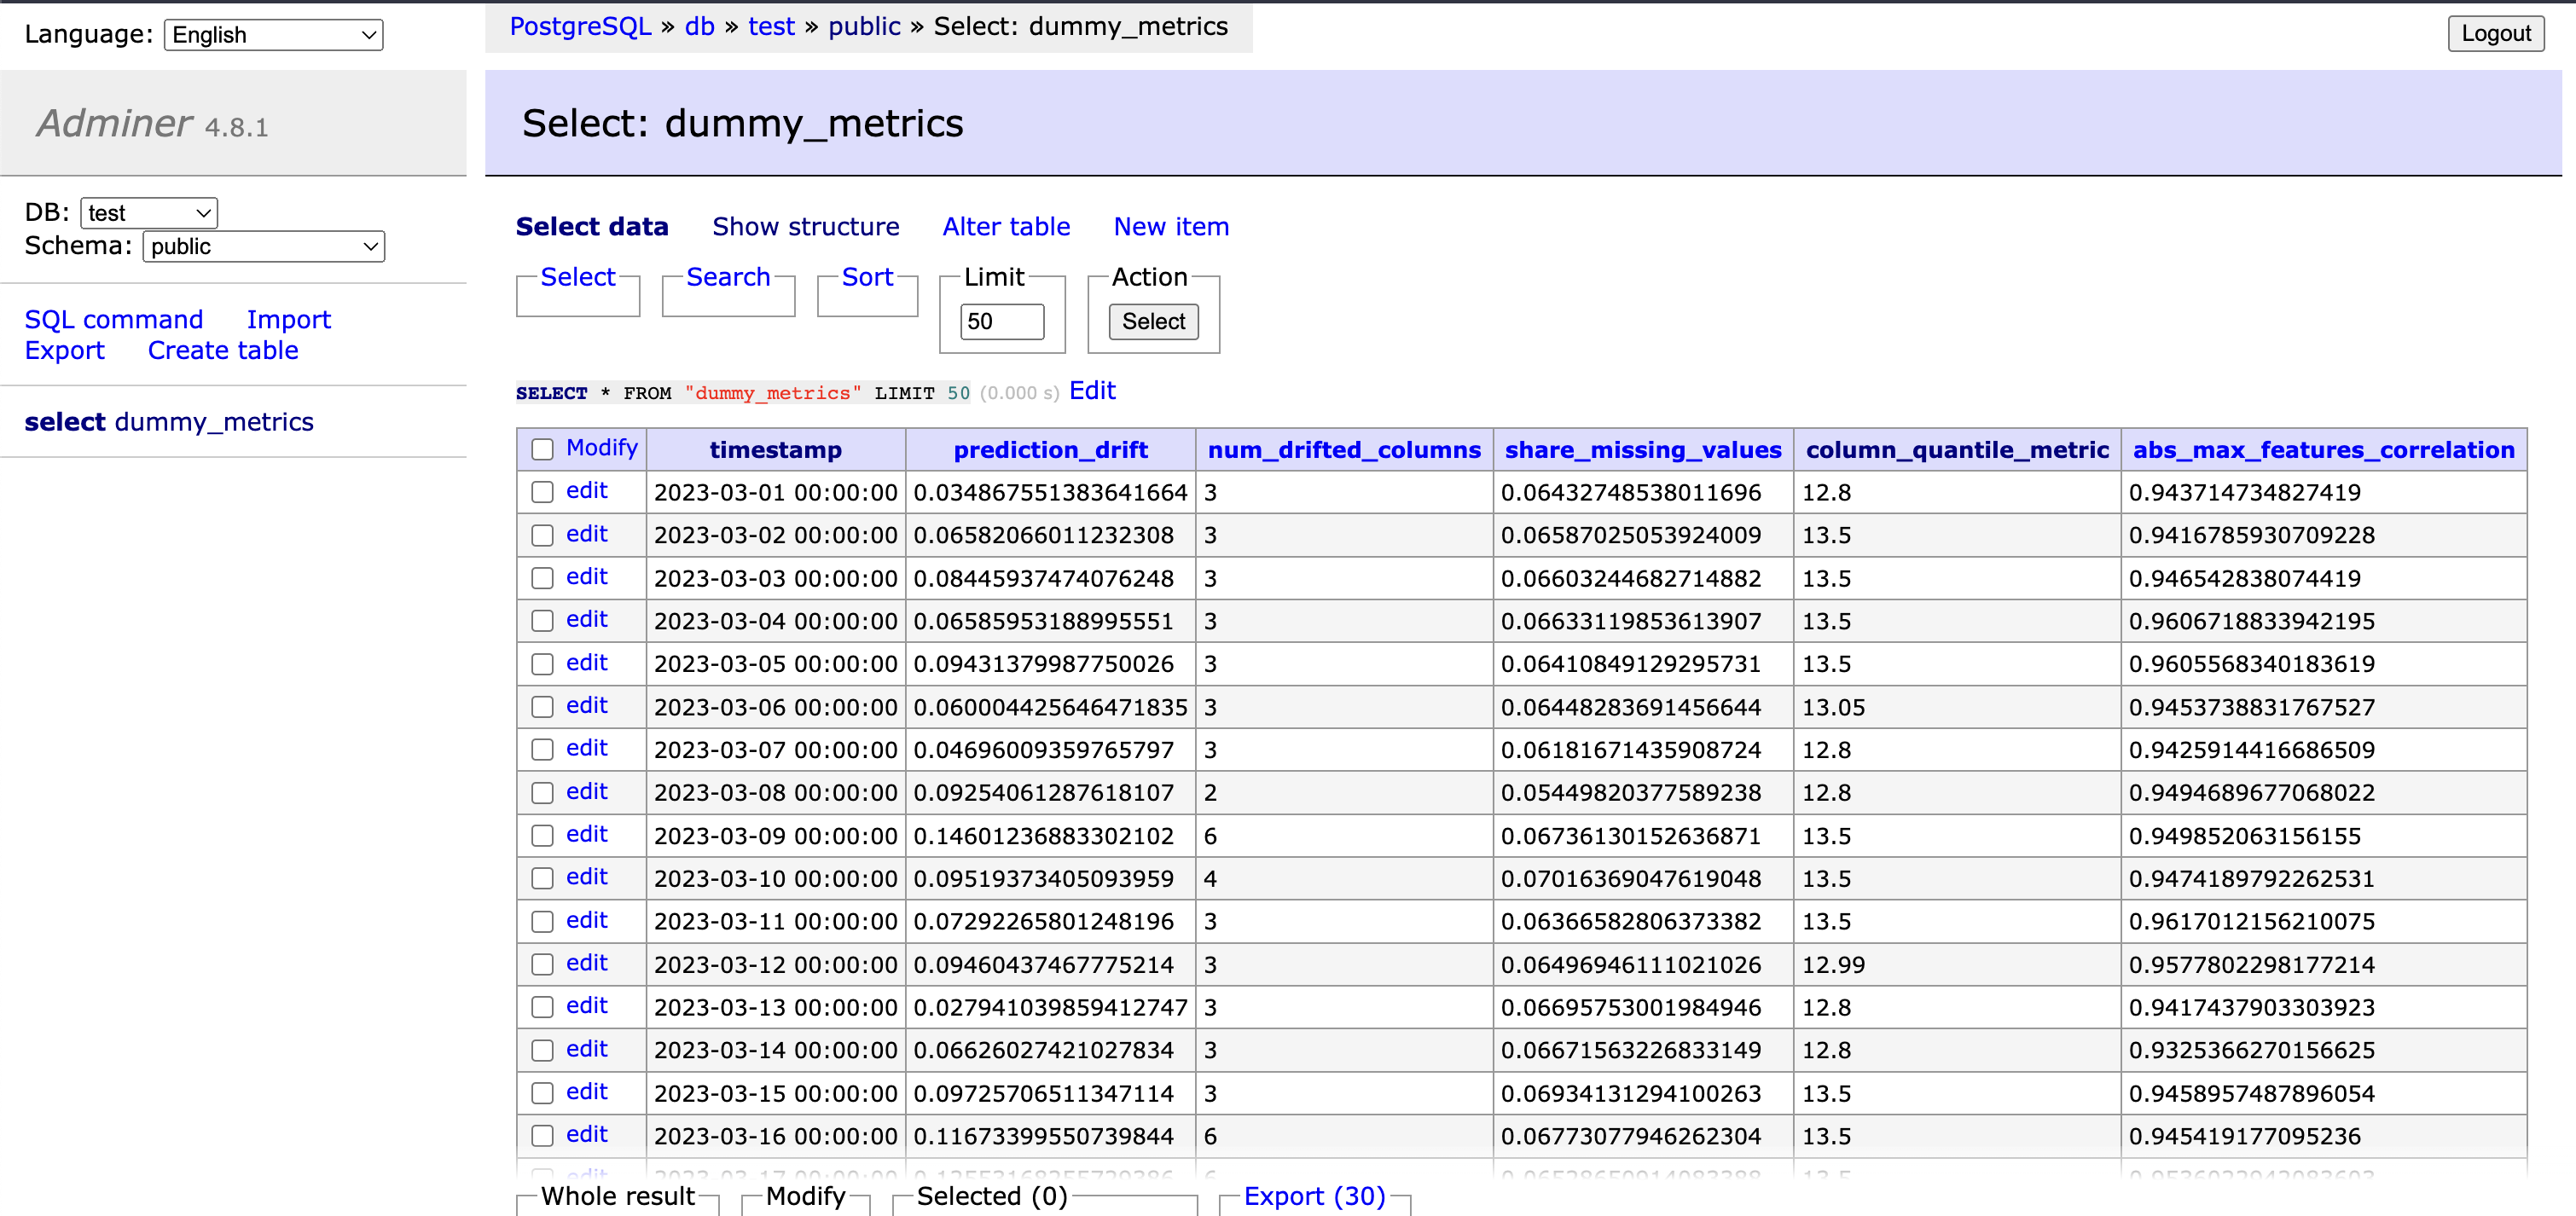 Language: English
PostgreSQL » db » test » public » Select: dummy_metrics
Logout
Adminer 4.8.1
Select: dummy_metrics
DB: test
Schema: public
SQL command Import
Export Create table
select dummy_metrics
Select data Show structure Alter table New item
Select Search Sort Limit Action
50 Select
SELECT * FROM "dummy_metrics" LIMIT 50 (0.000 s) Edit
Modify timestamp prediction_drift num_drifted_columns share_missing_values column_quantile_metric abs_max_features_correlation
edit 2023-03-01 00:00:00 0.034867551383641664 3 0.06432748538011696 12.8 0.943714734827419
edit 2023-03-02 00:00:00 0.06582066011232308 3 0.06587025053924009 13.5 0.9416785930709228
edit 2023-03-03 00:00:00 0.08445937474076248 3 0.06603244682714882 13.5 0.946542838074419
edit 2023-03-04 00:00:00 0.06585953188995551 3 0.06633119853613907 13.5 0.9606718833942195
edit 2023-03-05 00:00:00 0.09431379987750026 3 0.06410849129295731 13.5 0.9605568340183619
edit 2023-03-06 00:00:00 0.060004425646471835 3 0.06448283691456644 13.05 0.9453738831767527
edit 2023-03-07 00:00:00 0.04696009359765797 3 0.06181671435908724 12.8 0.9425914416686509
edit 2023-03-08 00:00:00 0.09254061287618107 2 0.05449820377589238 12.8 0.9494689677068022
edit 2023-03-09 00:00:00 0.14601236883302102 6 0.06736130152636871 13.5 0.949852063156155
edit 2023-03-10 00:00:00 0.09519373405093959 4 0.07016369047619048 13.5 0.9474189792262531
edit 2023-03-11 00:00:00 0.07292265801248196 3 0.06366582806373382 13.5 0.9617012156210075
edit 2023-03-12 00:00:00 0.09460437467775214 3 0.06496946111021026 12.99 0.9577802298177214
edit 2023-03-13 00:00:00 0.027941039859412747 3 0.06695753001984946 12.8 0.9417437903303923
edit 2023-03-14 00:00:00 0.06626027421027834 3 0.06671563226833149 12.8 0.9325366270156625
edit 2023-03-15 00:00:00 0.09725706511347114 3 0.06934131294100263 13.5 0.9458957487896054
edit 2023-03-16 00:00:00 0.11673399550739844 6 0.06773077946262304 13.5 0.945419177095236
edit 2023-03-17 00:00:00
Whole result Modify Selected (0) Export (30)